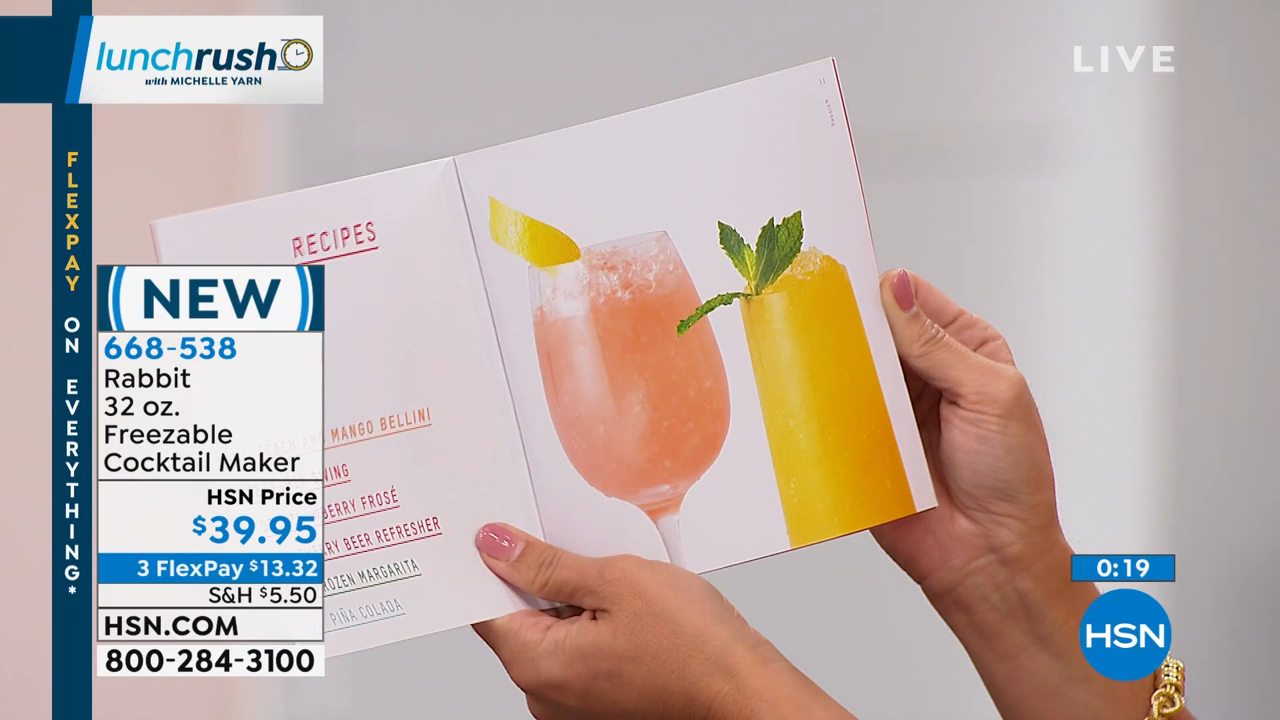 lunchrush
with MICHELLE YARN
LIVE
FLEXPAY ON EVERYTHING*
RECIPES
AND MANGO BELLINI
FROSÉ
BEER REFRESHER
MARGARITA
PIÑA COLADA
(NEW)
668-538
Rabbit
32 oz.
Freezable
Cocktail Maker
HSN Price
$39.95
3 FlexPay $13.32
S&H $5.50
HSN.COM
800-284-3100
0:19
HSN